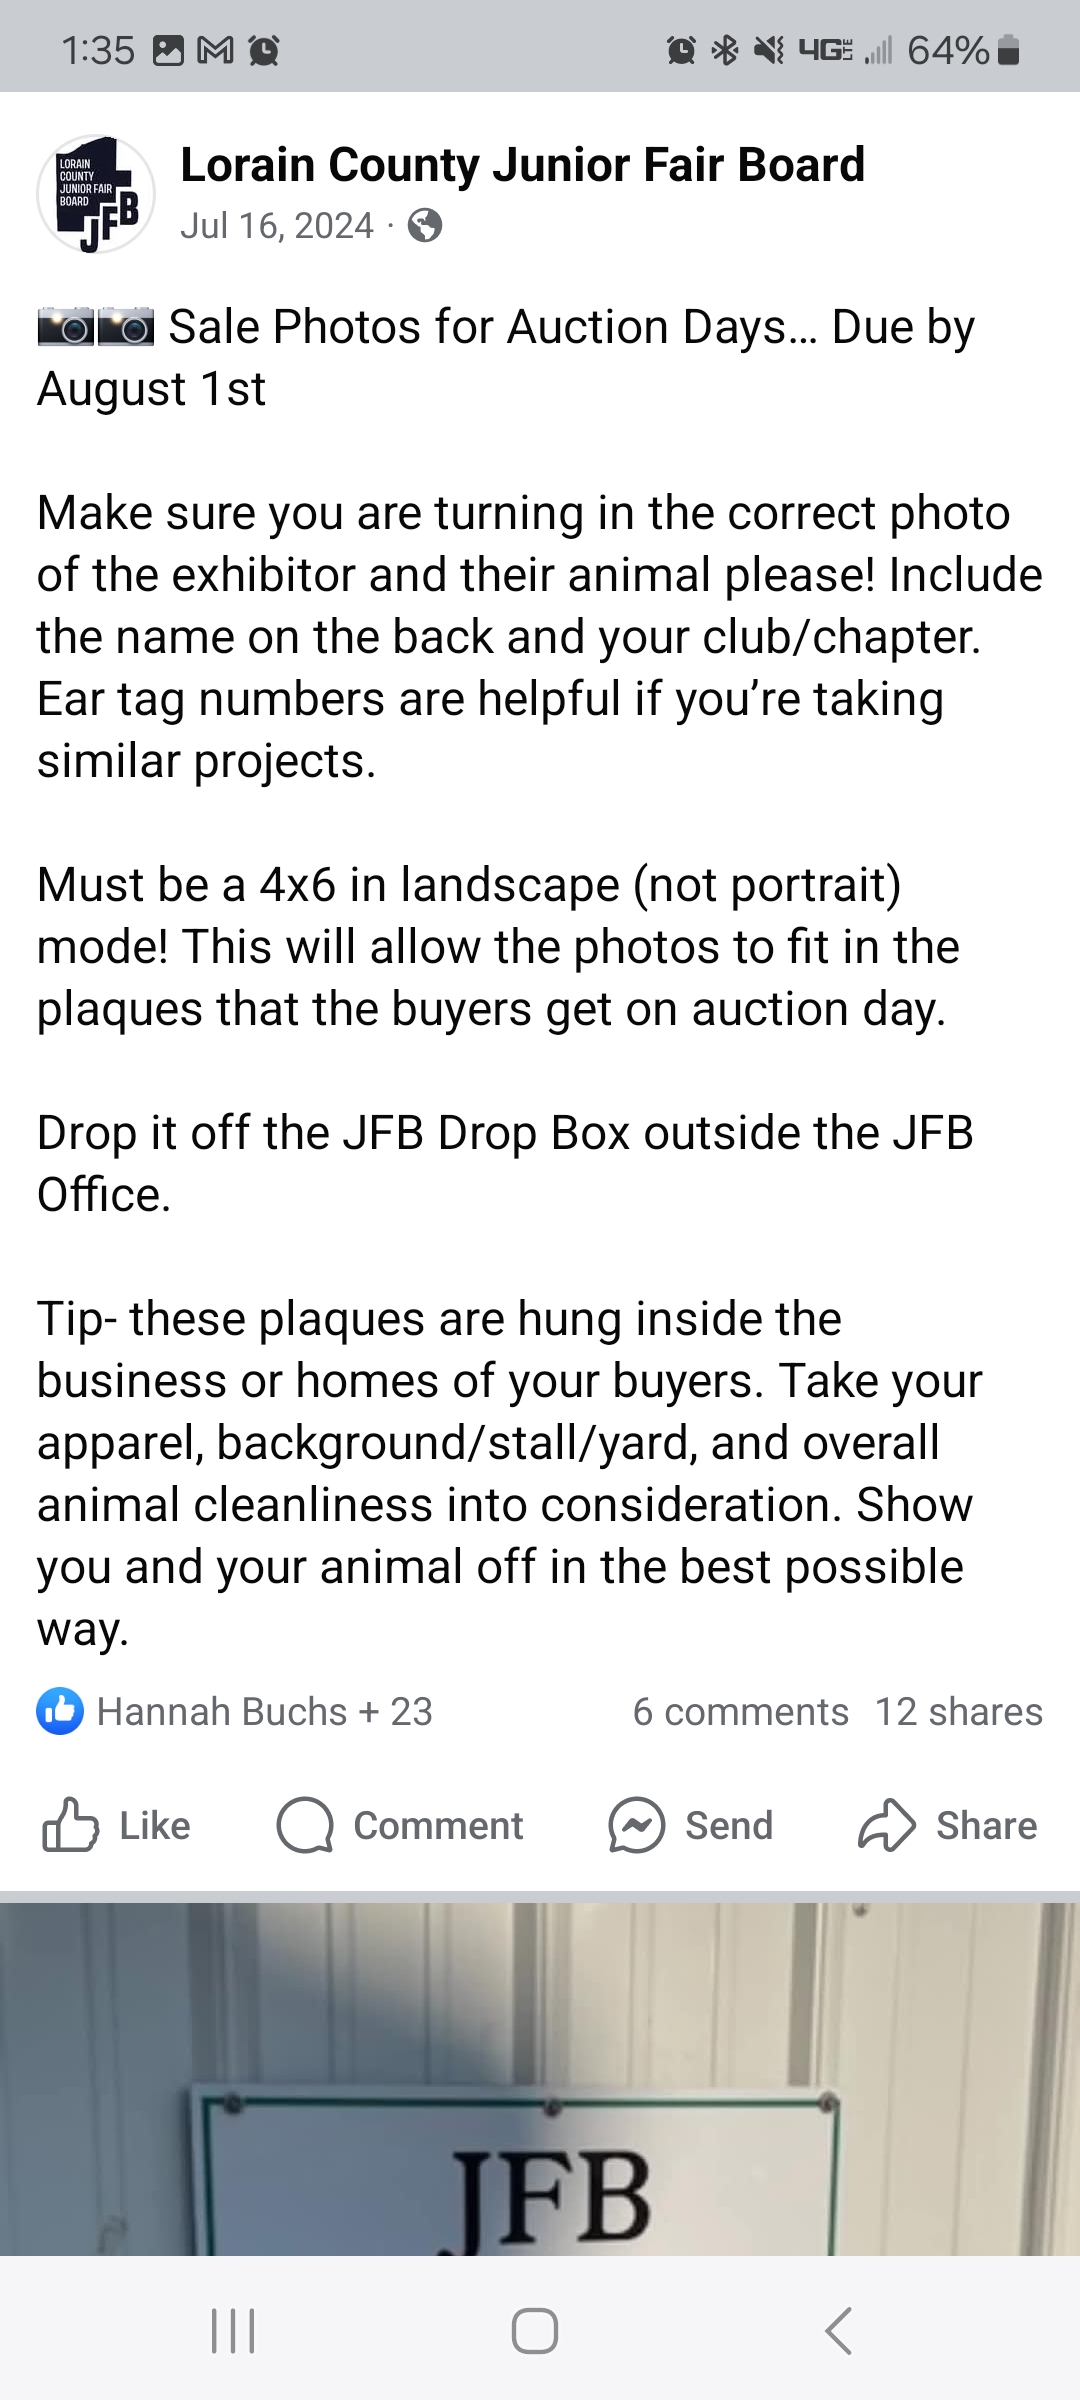 1:35
4G LTE 64%
LORAIN
COUNTY
JUNIOR FAIR
BOARD
JFB
Lorain County Junior Fair Board
Jul 16, 2024 ·
📷📷 Sale Photos for Auction Days... Due by
August 1st
Make sure you are turning in the correct photo
of the exhibitor and their animal please! Include
the name on the back and your club/chapter.
Ear tag numbers are helpful if you’re taking
similar projects.
Must be a 4x6 in landscape (not portrait)
mode! This will allow the photos to fit in the
plaques that the buyers get on auction day.
Drop it off the JFB Drop Box outside the JFB
Office.
Tip- these plaques are hung inside the
business or homes of your buyers. Take your
apparel, background/stall/yard, and overall
animal cleanliness into consideration. Show
you and your animal off in the best possible
way.
Hannah Buchs + 23
6 comments 12 shares
Like Comment Send Share
JFB